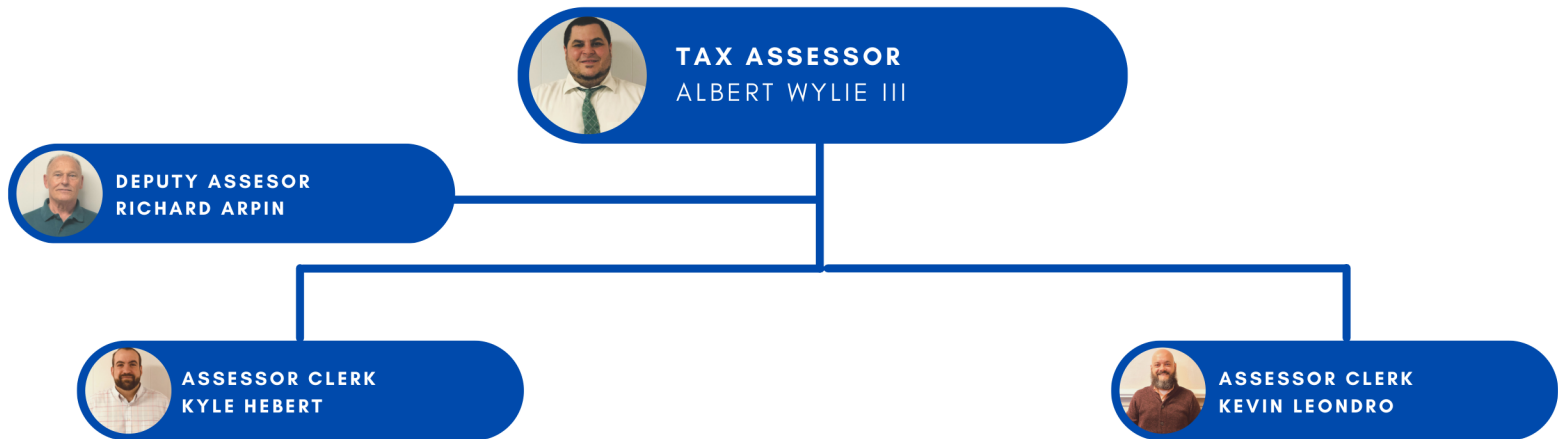 TAX ASSESSOR
ALBERT WYLIE III
DEPUTY ASSESOR
RICHARD ARPIN
ASSESSOR CLERK
KYLE HEBERT
ASSESSOR CLERK
KEVIN LEONDRO